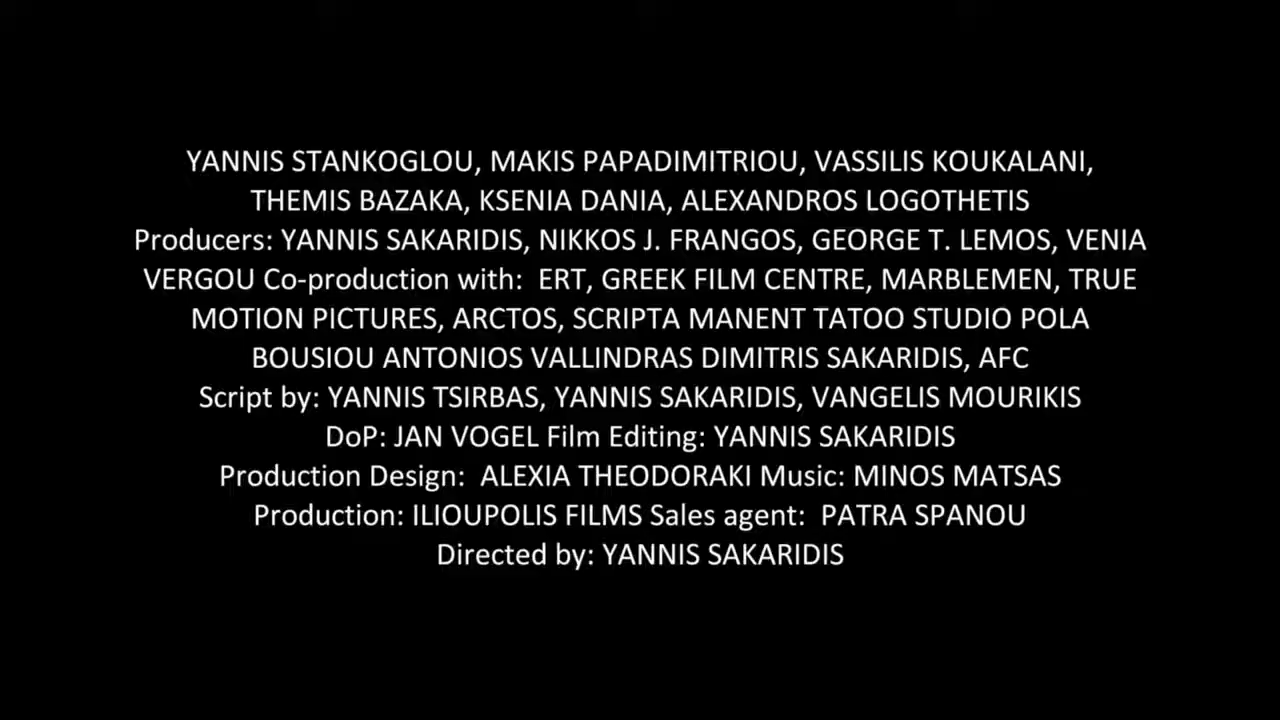 YANNIS STANKOGLOU, MAKIS PAPADIMITRIOU, VASSILIS KOUKALANI,
THEMIS BAZAKA, KSENIA DANIA, ALEXANDROS LOGOTHETIS
Producers: YANNIS SAKARIDIS, NIKKOS J. FRANGOS, GEORGE T. LEMOS, VENIA
VERGOU Co-production with:  ERT, GREEK FILM CENTRE, MARBLEMEN, TRUE
MOTION PICTURES, ARCTOS, SCRIPTA MANENT TATOO STUDIO POLA
BOUSIOU ANTONIOS VALLINDRAS DIMITRIS SAKARIDIS, AFC
Script by: YANNIS TSIRBAS, YANNIS SAKARIDIS, VANGELIS MOURIKIS
DoP: JAN VOGEL Film Editing: YANNIS SAKARIDIS
Production Design:  ALEXIA THEODORAKI Music: MINOS MATSAS
Production: ILIOUPOLIS FILMS Sales agent:  PATRA SPANOU
Directed by: YANNIS SAKARIDIS